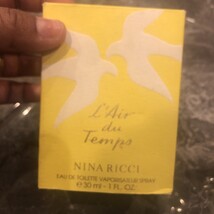 L'Air
du
Temps
NINA RICCI
EAU DE TOILETTE VAPORISATEUR SPRAY
℮ 30 ml - 1 FL. OZ